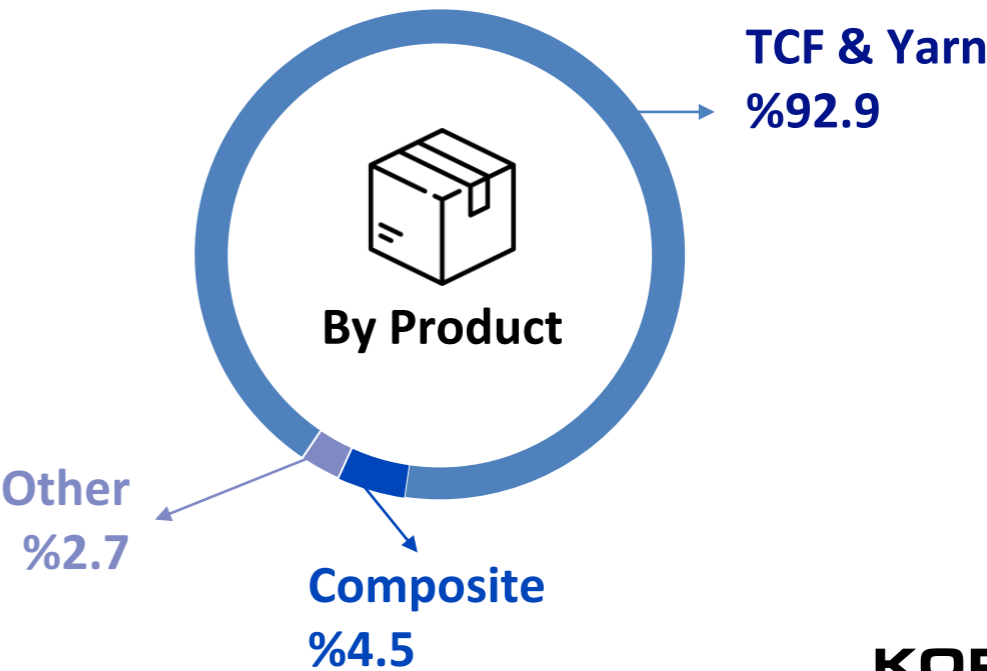 TCF & Yarn
%92.9
By Product
Other
%2.7
Composite
%4.5